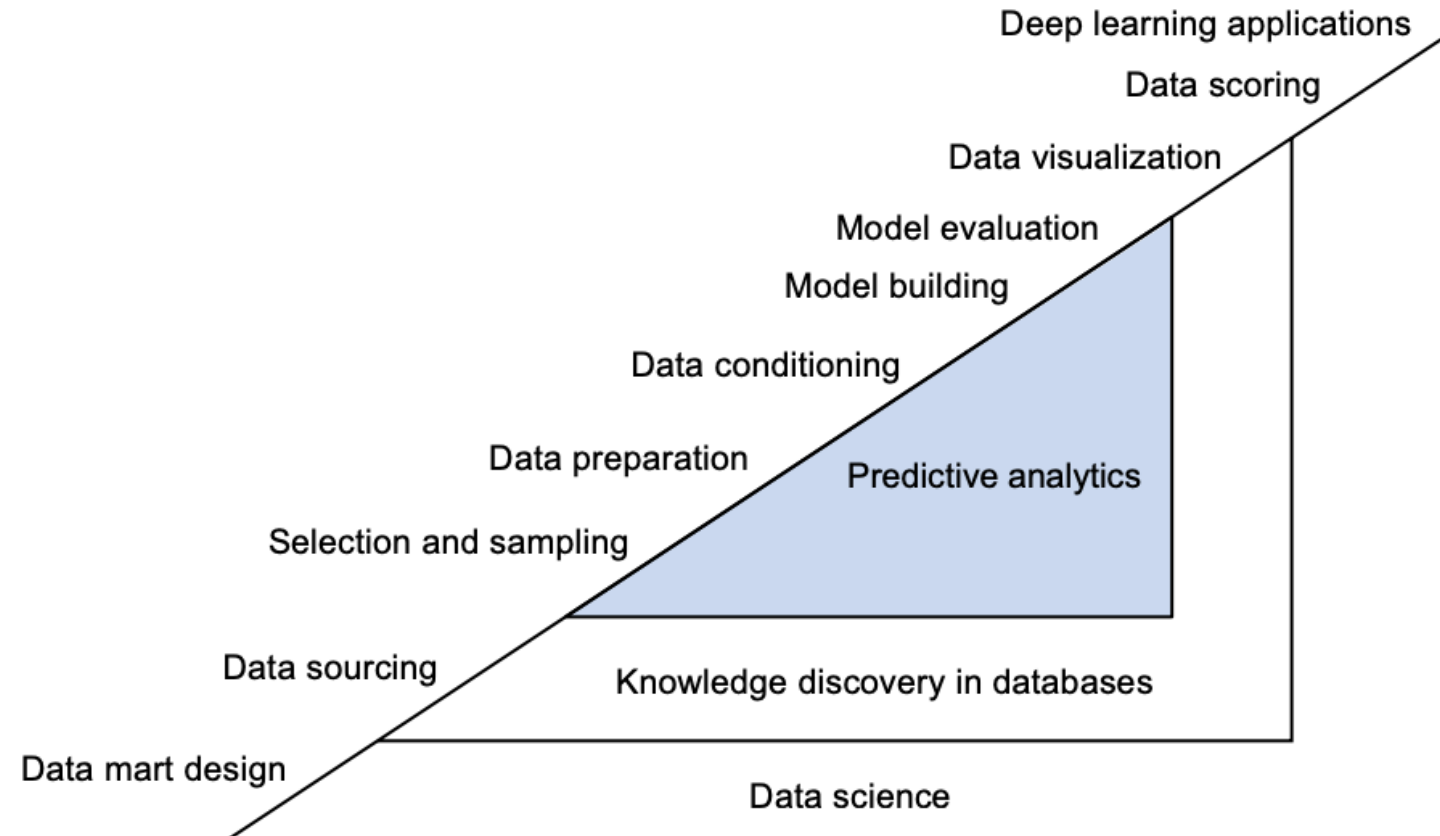 Deep learning applications
Data scoring
Data visualization
Model evaluation
Model building
Data conditioning
Data preparation
Predictive analytics
Selection and sampling
Data sourcing
Knowledge discovery in databases
Data mart design
Data science